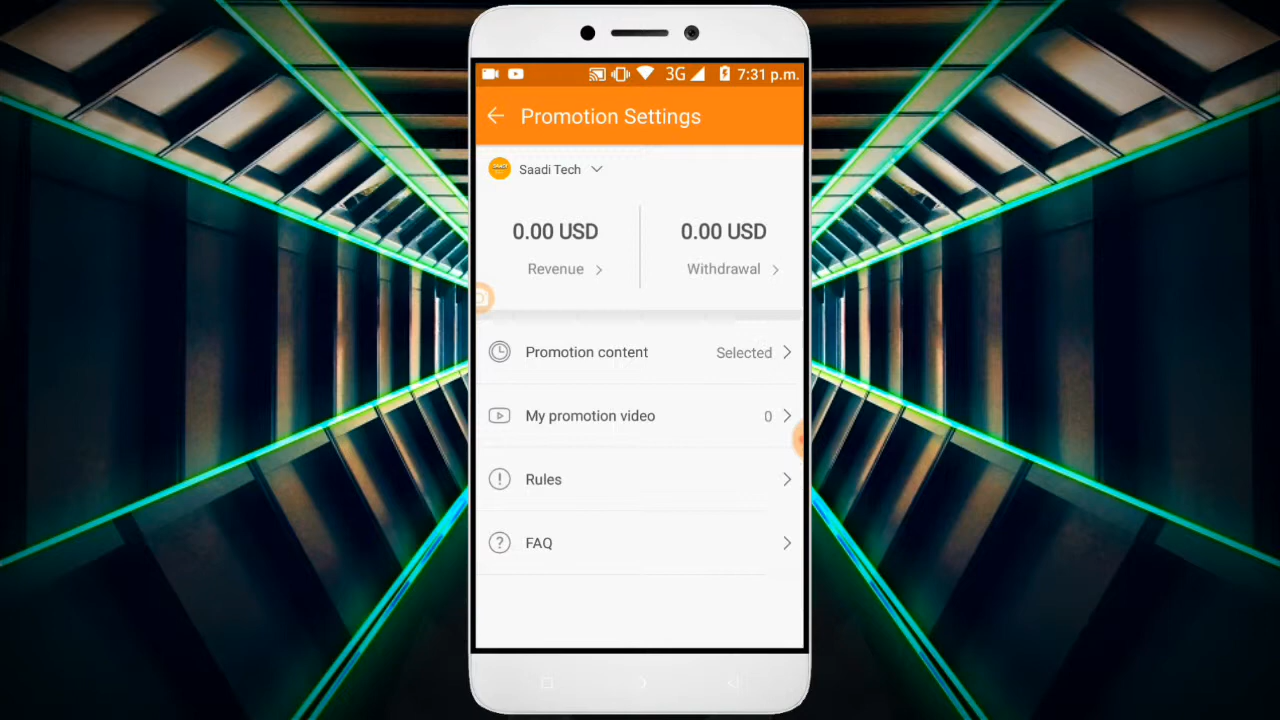 3G 7:31 p.m.
Promotion Settings
Saadi Tech
0.00 USD 0.00 USD
Revenue Withdrawal
Promotion content Selected
My promotion video 0
Rules
FAQ